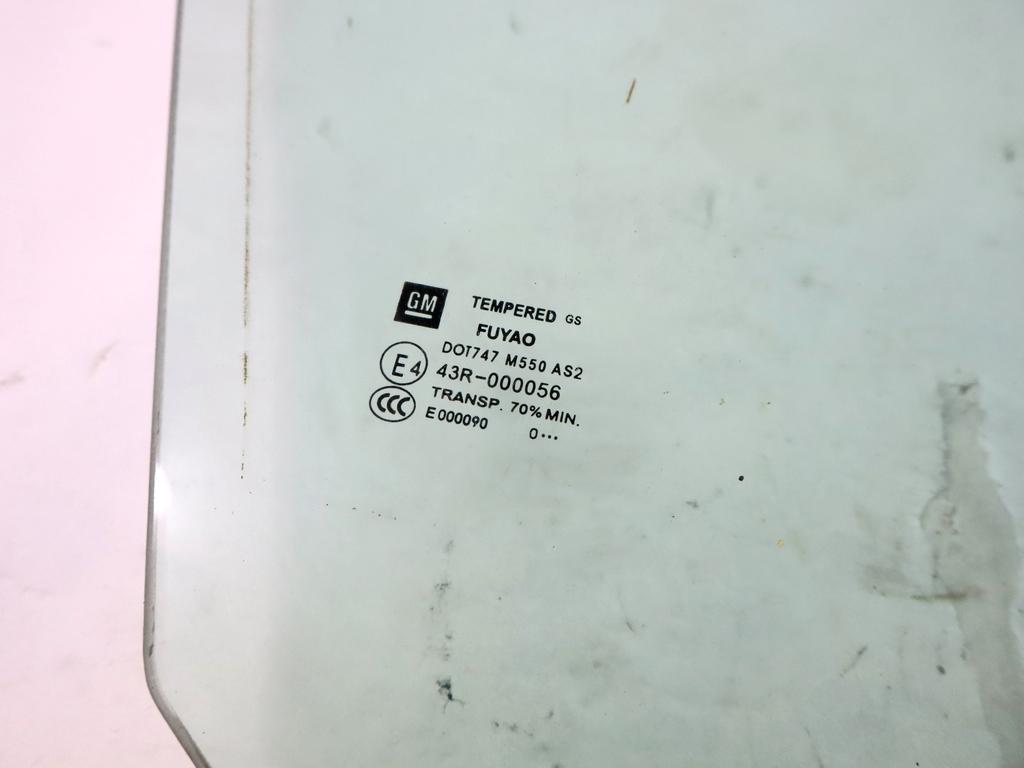 GM TEMPERED GS
FUYAO
DOT747 M550 AS2
E4 43R-000056
CCC TRANSP. 70% MIN.
E000090 0•••